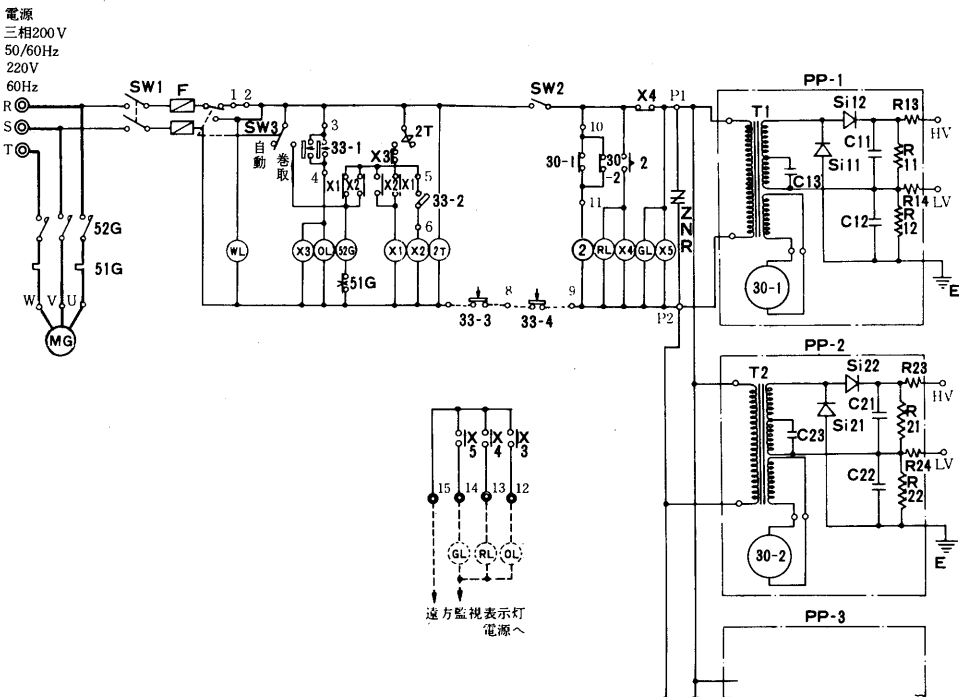 電源
三相200V
50/60Hz
220V
60Hz
R
S
T
SW1
F
1 2
SW3
自動
巻取
3
33-1
4
2T
X3
X1
X2
X2
X1
5
33-2
6
SW2
X4
P1
10
30-1
30-2
2
11
ZNR
52G
51G
W V U
MG
WL
X3
OL
52G
X1
X2
2T
51G
2
RL
X4
GL
X5
33-3
8
33-4
9
P2
PP-1
T1
Si12
R13
HV
C11
R11
Si11
C13
R14
LV
C12
R12
30-1
E
PP-2
T2
Si22
R23
HV
C21
R21
Si21
C23
R24
LV
C22
R22
30-2
E
X5
X4
X3
15
14
13
12
GL
RL
OL
遠方監視表示灯
電源へ
PP-3